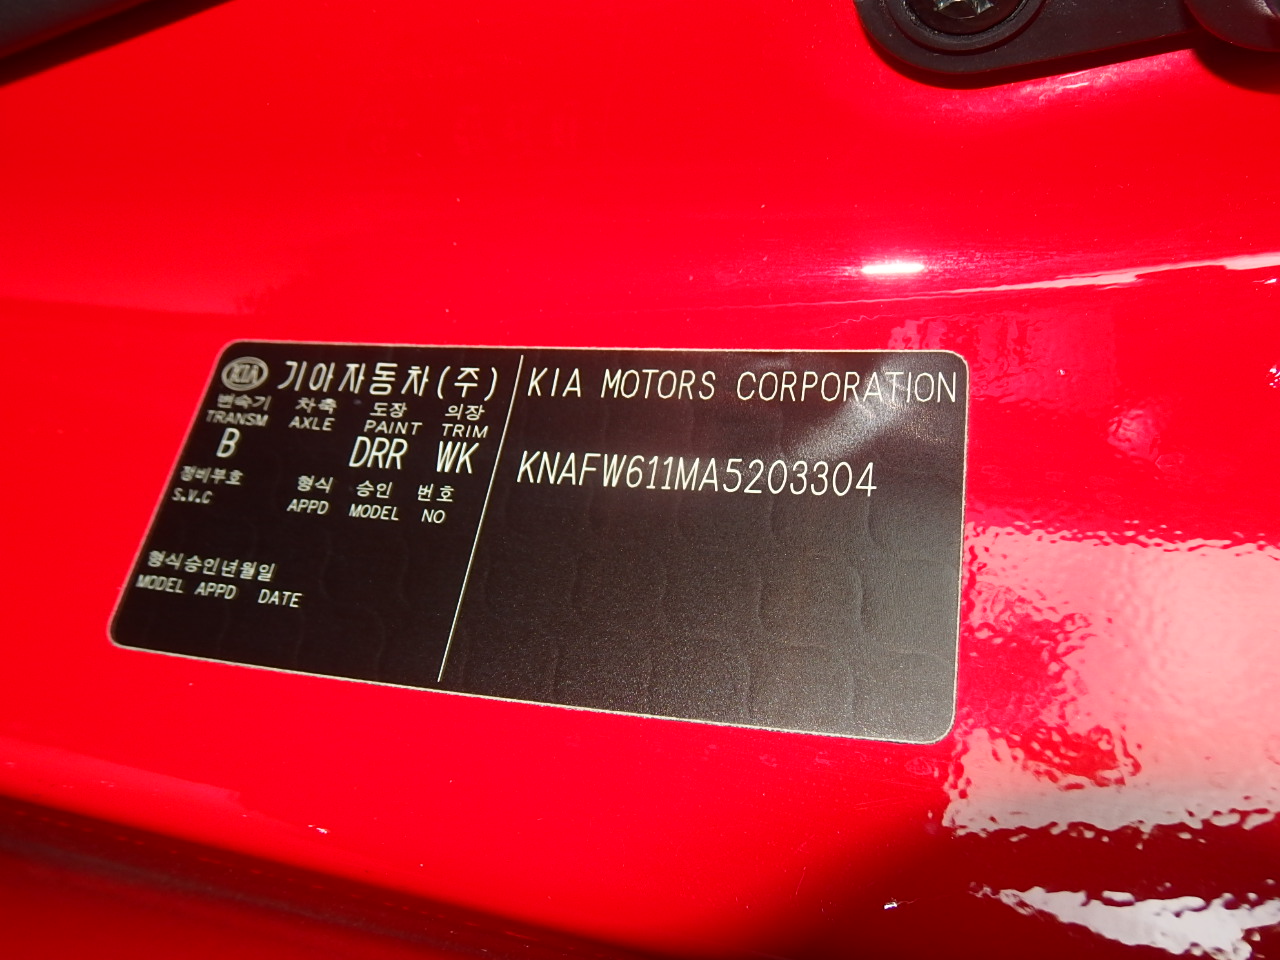 KIA 기아자동차(주)
변속기 차축 도장 의장
TRANSM AXLE PAINT TRIM
B DRR WK
정비부호 형식 승인 번호
S.V.C APPD MODEL NO
형식승인년월일
MODEL APPD DATE
KIA MOTORS CORPORATION
KNAFW611MA5203304